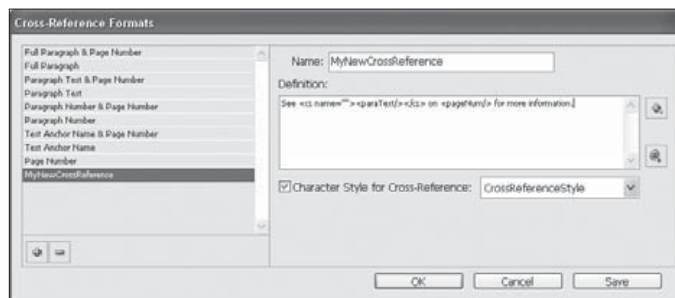 Cross-Reference Formats
Full Paragraph & Page Number
Full Paragraph
Paragraph Text & Page Number
Paragraph Text
Paragraph Number & Page Number
Paragraph Number
Text Anchor Name & Page Number
Text Anchor Name
Page Number
MyNewCrossReference
Name: MyNewCrossReference
Definition:
See <cs name=""><paraText/></cs> on <pageNum/> for more information.
Character Style for Cross-Reference: CrossReferenceStyle
OK Cancel Save